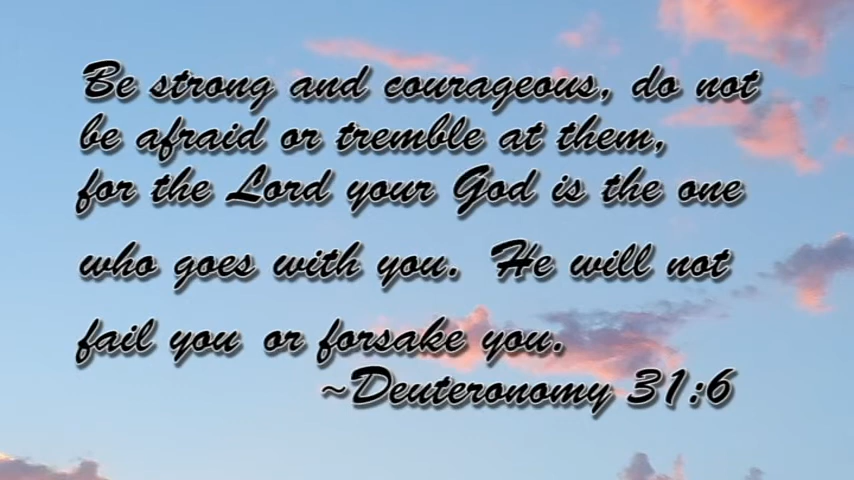 Be strong and courageous, do not
be afraid or tremble at them,
for the Lord your God is the one
who goes with you. He will not
fail you or forsake you.
~Deuteronomy 31:6